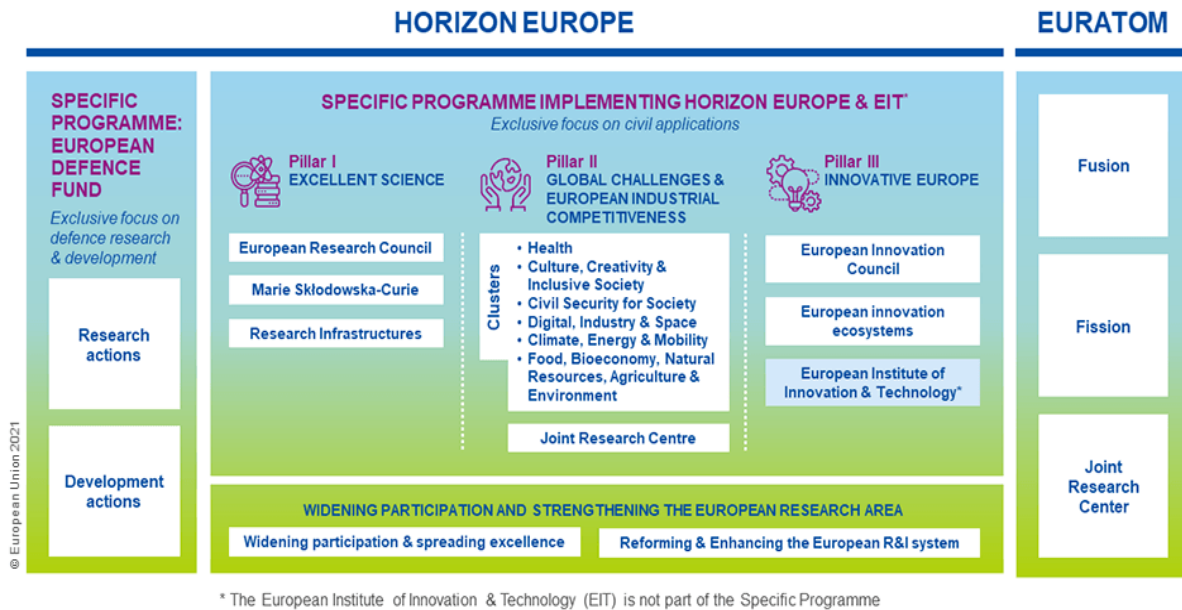 HORIZON EUROPE
EURATOM
SPECIFIC
PROGRAMME:
EUROPEAN
DEFENCE
FUND
Exclusive focus on
defence research
& development
Research
actions
Development
actions
SPECIFIC PROGRAMME IMPLEMENTING HORIZON EUROPE & EIT*
Exclusive focus on civil applications
Pillar I
EXCELLENT SCIENCE
European Research Council
Marie Skłodowska-Curie
Research Infrastructures
Pillar II
GLOBAL CHALLENGES &
EUROPEAN INDUSTRIAL
COMPETITIVENESS
Clusters
• Health
• Culture, Creativity &
Inclusive Society
• Civil Security for Society
• Digital, Industry & Space
• Climate, Energy & Mobility
• Food, Bioeconomy, Natural
Resources, Agriculture &
Environment
Joint Research Centre
Pillar III
INNOVATIVE EUROPE
European Innovation
Council
European innovation
ecosystems
European Institute of
Innovation & Technology*
WIDENING PARTICIPATION AND STRENGTHENING THE EUROPEAN RESEARCH AREA
Widening participation & spreading excellence
Reforming & Enhancing the European R&I system
Fusion
Fission
Joint
Research
Center
© European Union 2021
* The European Institute of Innovation & Technology (EIT) is not part of the Specific Programme